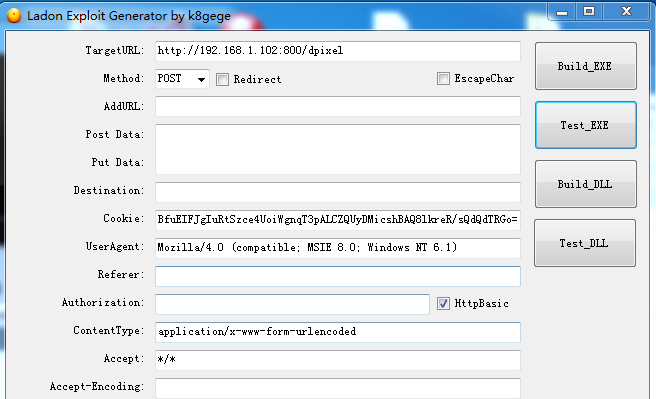 Ladon Exploit Generator by k8gege
TargetURL: http://192.168.1.102:800/dpixel
Build_EXE
Method: POST Redirect EscapeChar
AddURL:
Test_EXE
Post Data:
Put Data:
Build_DLL
Destination:
Cookie: BfuEIFJgIuRtSzce4UoiWgnqT3pALCZQUyDMicshBAQ8lkreR/sQdQdTRGo=
Test_DLL
UserAgent: Mozilla/4.0 (compatible; MSIE 8.0; Windows NT 6.1)
Referer:
Authorization: HttpBasic
ContentType: application/x-www-form-urlencoded
Accept: */*
Accept-Encoding: